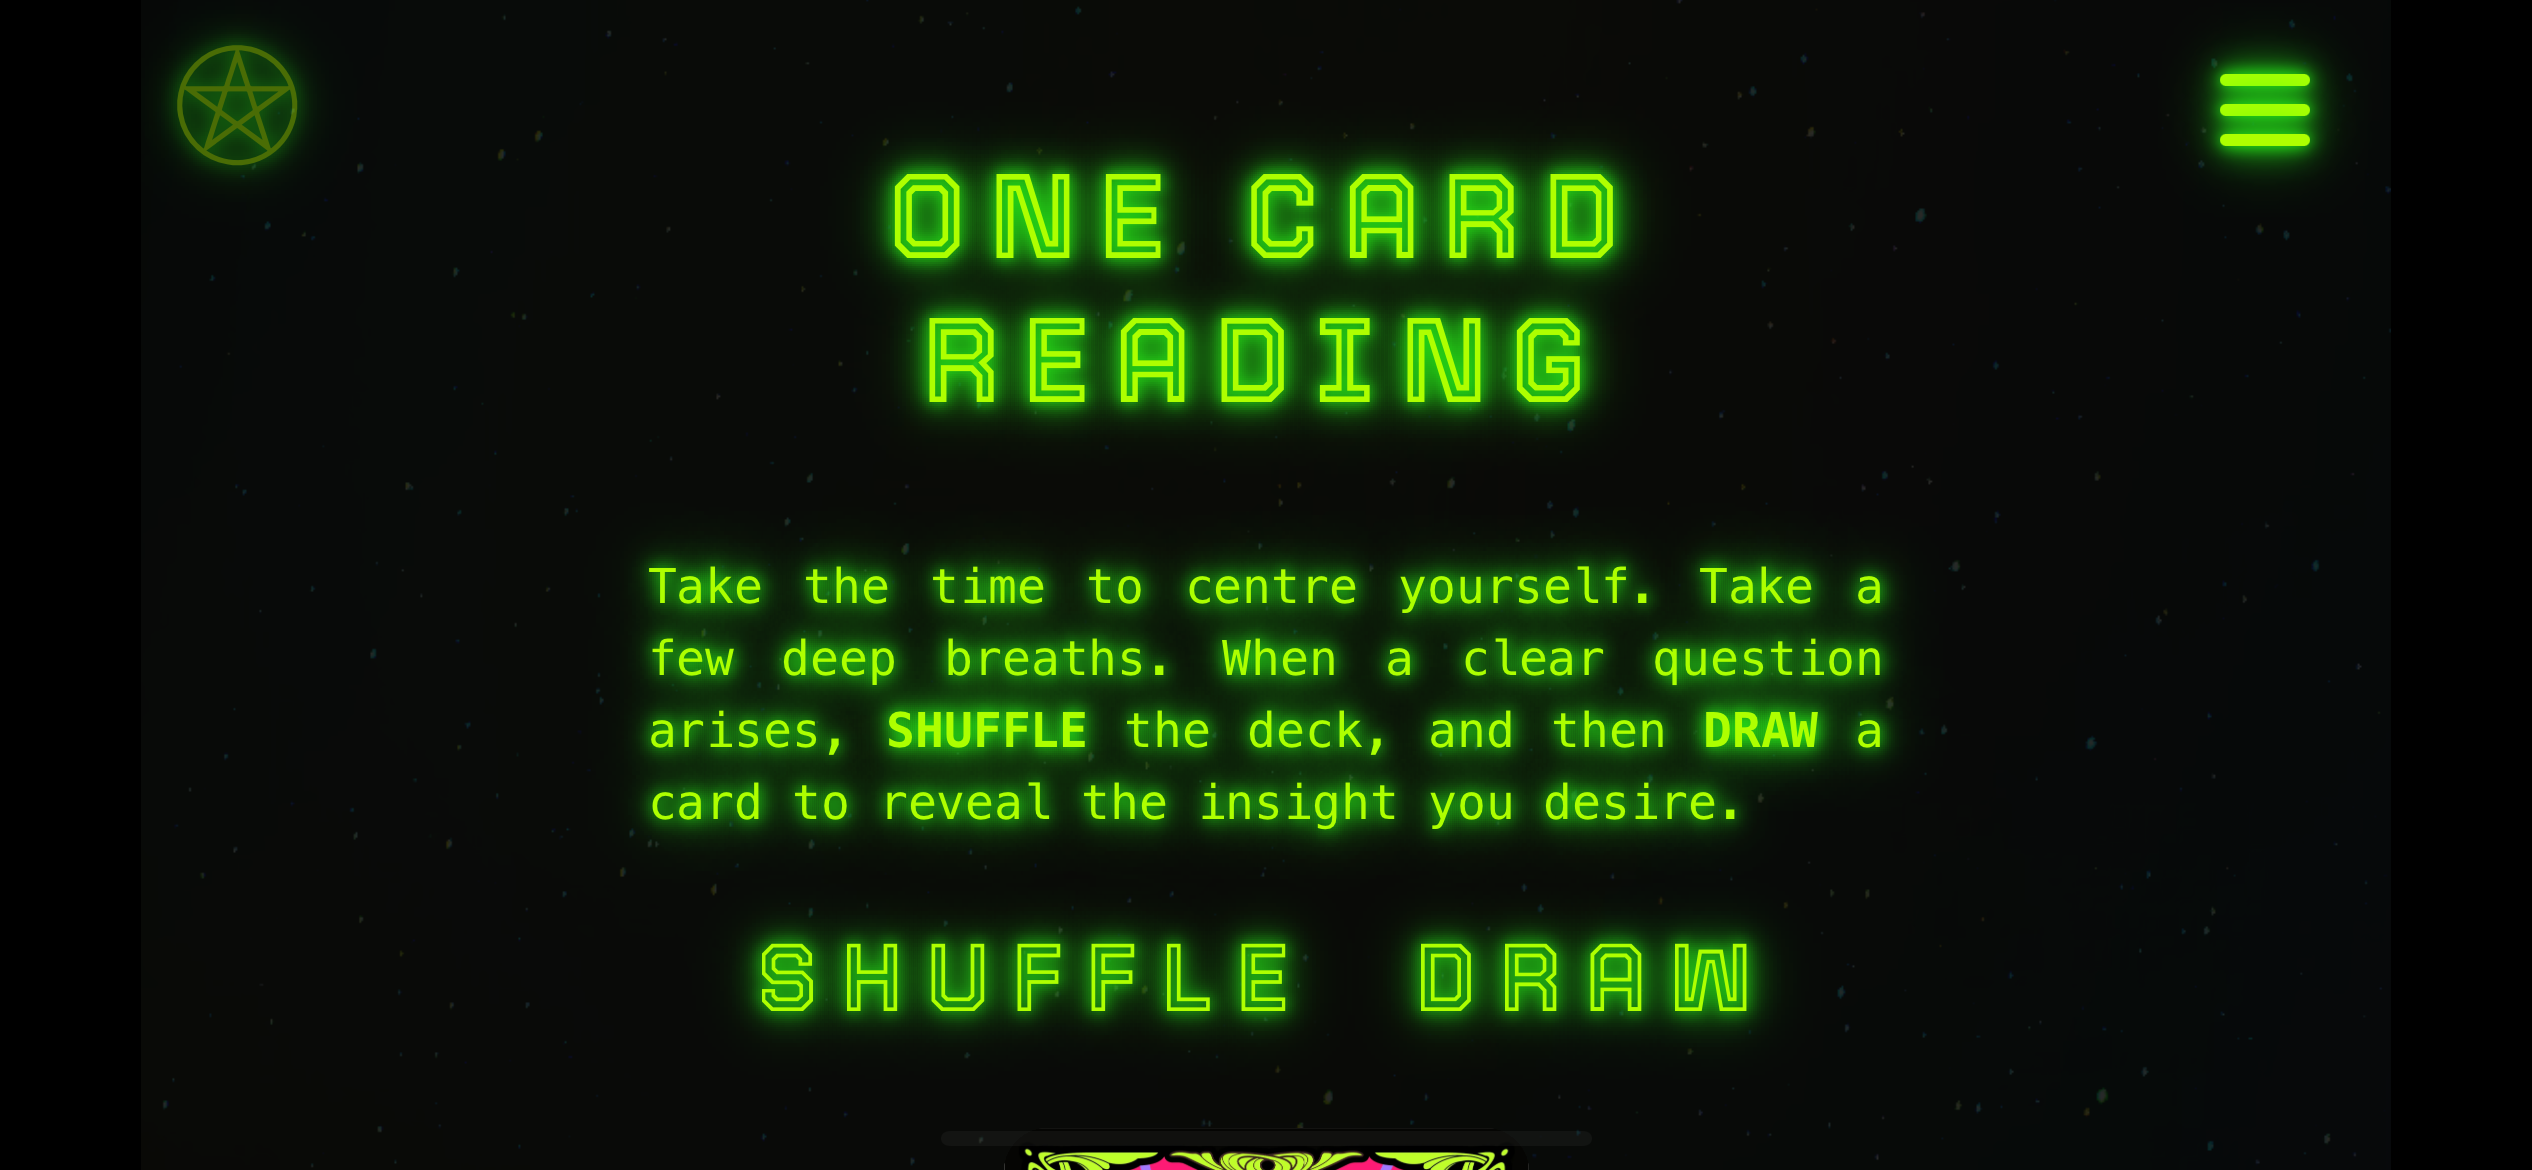 ONE CARD
READING
Take the time to centre yourself. Take a
few deep breaths. When a clear question
arises, SHUFFLE the deck, and then DRAW a
card to reveal the insight you desire.
SHUFFLE DRAW